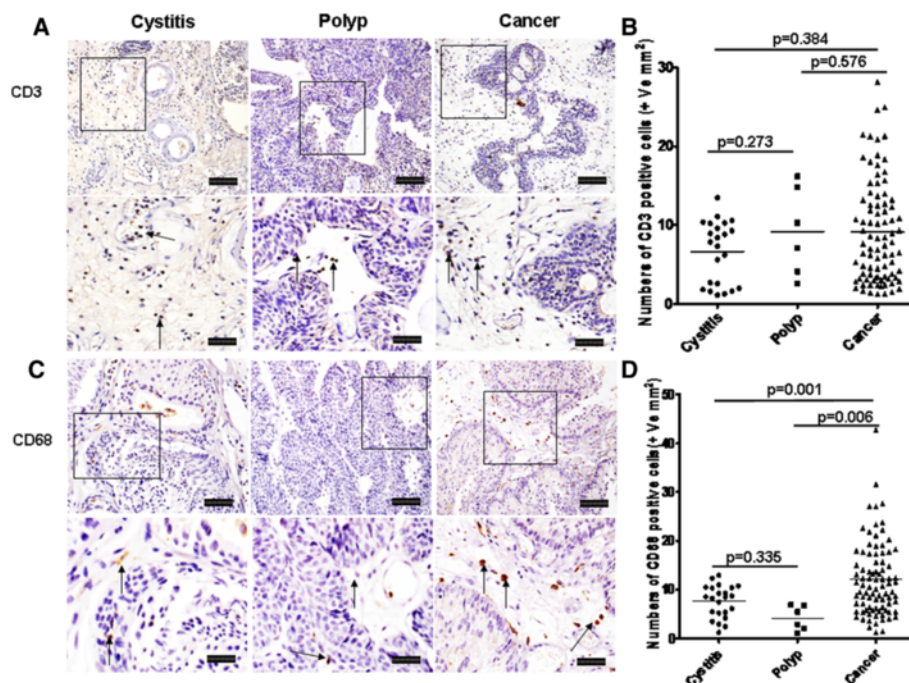 Cystitis Polyp Cancer
A
CD3
B
Numbers of CD3 positive cells (+ Ve mm²)
p=0.384
p=0.576
p=0.273
30
20
10
0
Cystitis
Polyp
Cancer
C
CD68
D
Numbers of CD68 positive cells(+ Ve mm²)
p=0.001
p=0.006
p=0.335
50
40
30
20
10
0
Cystitis
Polyp
Cancer